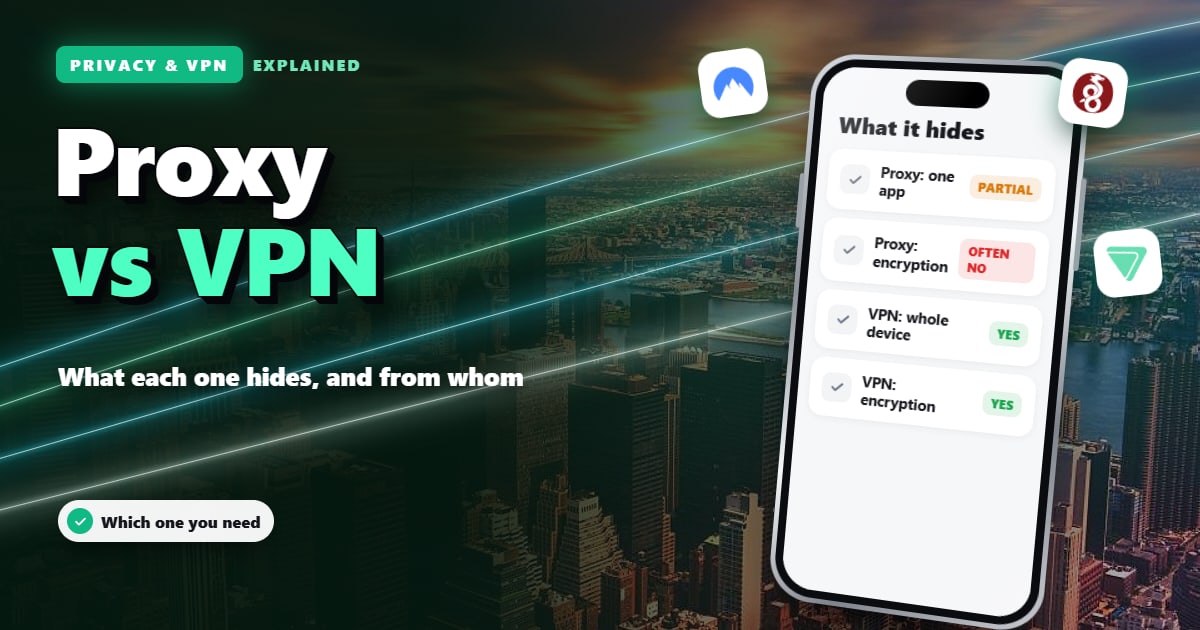 PRIVACY & VPN EXPLAINED
Proxy
vs VPN
What each one hides, and from whom
Which one you need
What it hides
Proxy: one
app
PARTIAL
Proxy:
encryption
OFTEN
NO
VPN: whole
device
YES
VPN:
encryption
YES